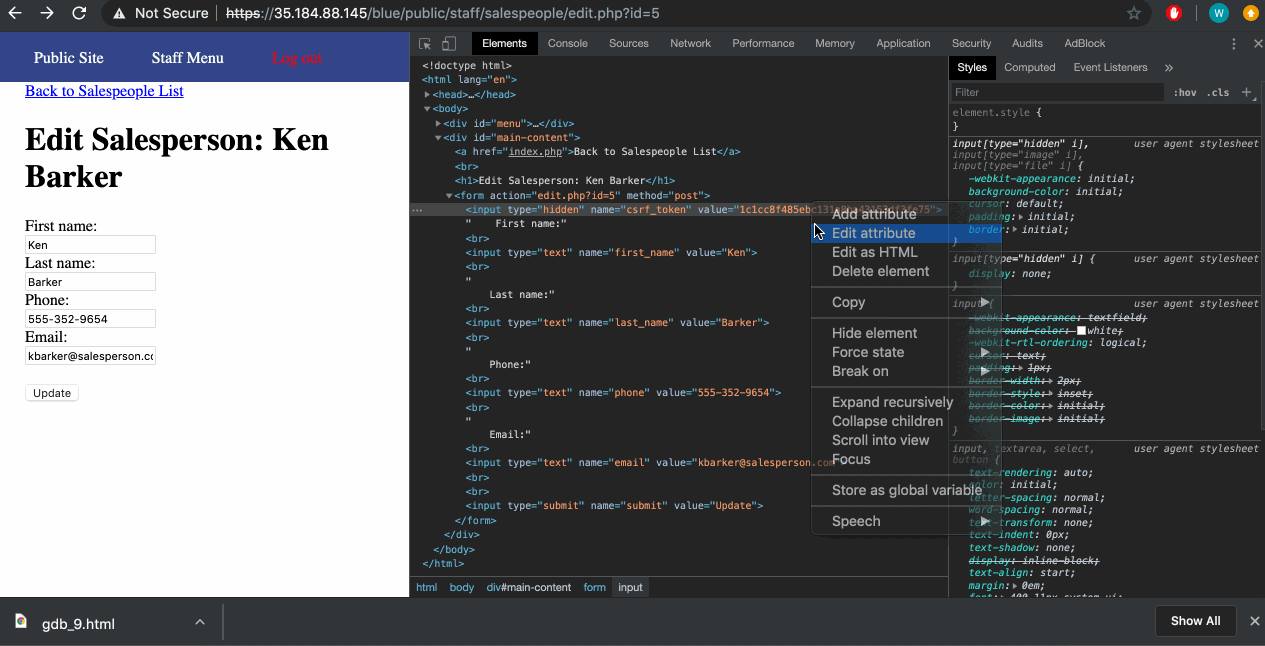 Not Secure | https://35.184.88.145/blue/public/staff/salespeople/edit.php?id=5
W
Public Site
Staff Menu
Log out
Back to Salespeople List
Edit Salesperson: Ken
Barker
First name:
Ken
Last name:
Barker
Phone:
555-352-9654
Email:
kbarker@salesperson.co
Update
Elements
Console
Sources
Network
Performance
Memory
Application
Security
Audits
AdBlock
<!doctype html>
<html lang="en">
<head>…</head>
<body>
<div id="menu">…</div>
<div id="main-content">
<a href="index.php">Back to Salespeople List</a>
<br>
<h1>Edit Salesperson: Ken Barker</h1>
<form action="edit.php?id=5" method="post">
<input type="hidden" name="csrf_token" value="1c1cc8f485ebc
"    First name:"
<br>
<input type="text" name="first_name" value="Ken">
<br>
"
Last name:"
<br>
<input type="text" name="last_name" value="Barker">
<br>
"
Phone:"
<br>
<input type="text" name="phone" value="555-352-9654">
<br>
"
Email:"
<br>
<input type="text" name="email" value="kbarker@salesperson.com
<br>
<br>
<input type="submit" name="submit" value="Update">
</form>
</div>
</body>
</html>
html
body
div#main-content
form
input
Add attribute
Edit attribute
Edit as HTML
Delete element
Copy
Hide element
Force state
Break on
Expand recursively
Collapse children
Scroll into view
Focus
Store as global variable
Speech
Styles
Computed
Event Listeners
»
Filter
:hov
.cls
+
element.style {
}
input[type="hidden" i], user agent stylesheet
input[type="image" i],
input[type="file" i] {
-webkit-appearance: initial;
background-color: initial;
cursor: default;
padding: initial;
border: initial;
}
input[type="hidden" i] { user agent stylesheet
display: none;
}
input { user agent stylesheet
-webkit-appearance: textfield;
background-color: white;
-webkit-rtl-ordering: logical;
cursor: text;
padding: 1px;
border-width: 2px;
border-style: inset;
border-color: initial;
border-image: initial;
}
input, textarea, select, user agent stylesheet
button {
text-rendering: auto;
color: initial;
letter-spacing: normal;
word-spacing: normal;
text-transform: none;
text-indent: 0px;
text-shadow: none;
display: inline-block;
text-align: start;
margin: 0em;
font: 400 11px system-ui;
gdb_9.html
Show All